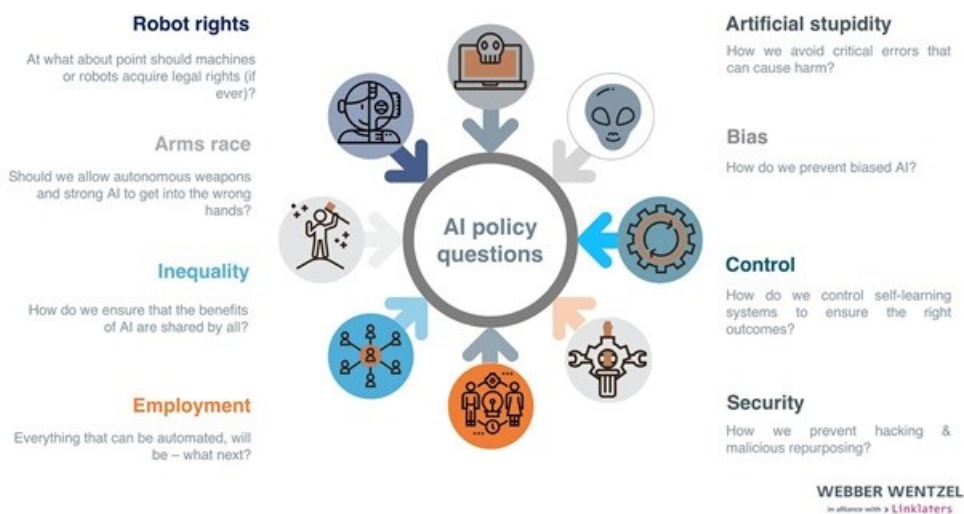 Robot rights
At what about point should machines
or robots acquire legal rights (if
ever)?
Arms race
Should we allow autonomous weapons
and strong AI to get into the wrong
hands?
Inequality
How do we ensure that the benefits
of AI are shared by all?
Employment
Everything that can be automated, will
be – what next?
AI policy
questions
Artificial stupidity
How we avoid critical errors that
can cause harm?
Bias
How do we prevent biased AI?
Control
How do we control self-learning
systems to ensure the right
outcomes?
Security
How we prevent hacking &
malicious repurposing?
WEBBER WENTZEL
in alliance with > Linklaters